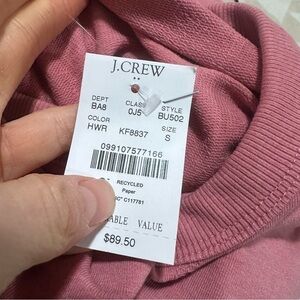 J.CREW
DEPT CLASS STYLE
BA8 0J5 BU502
COLOR SIZE
HWR KF8837 S
099107577166
RECYCLED
Paper
C117781
VALUE
$89.50